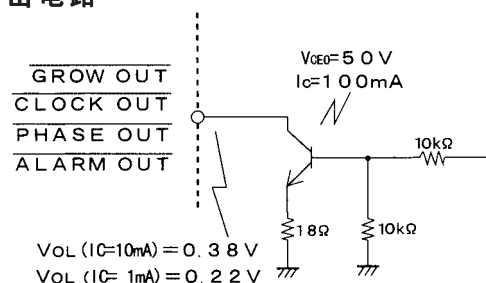 出電路
GROW OUT
CLOCK OUT
PHASE OUT
ALARM OUT
VCEO=50V
IC=100mA
10kΩ
18Ω
10kΩ
VOL (IC=10mA)=0.38V
VOL (IC= 1mA)=0.22V